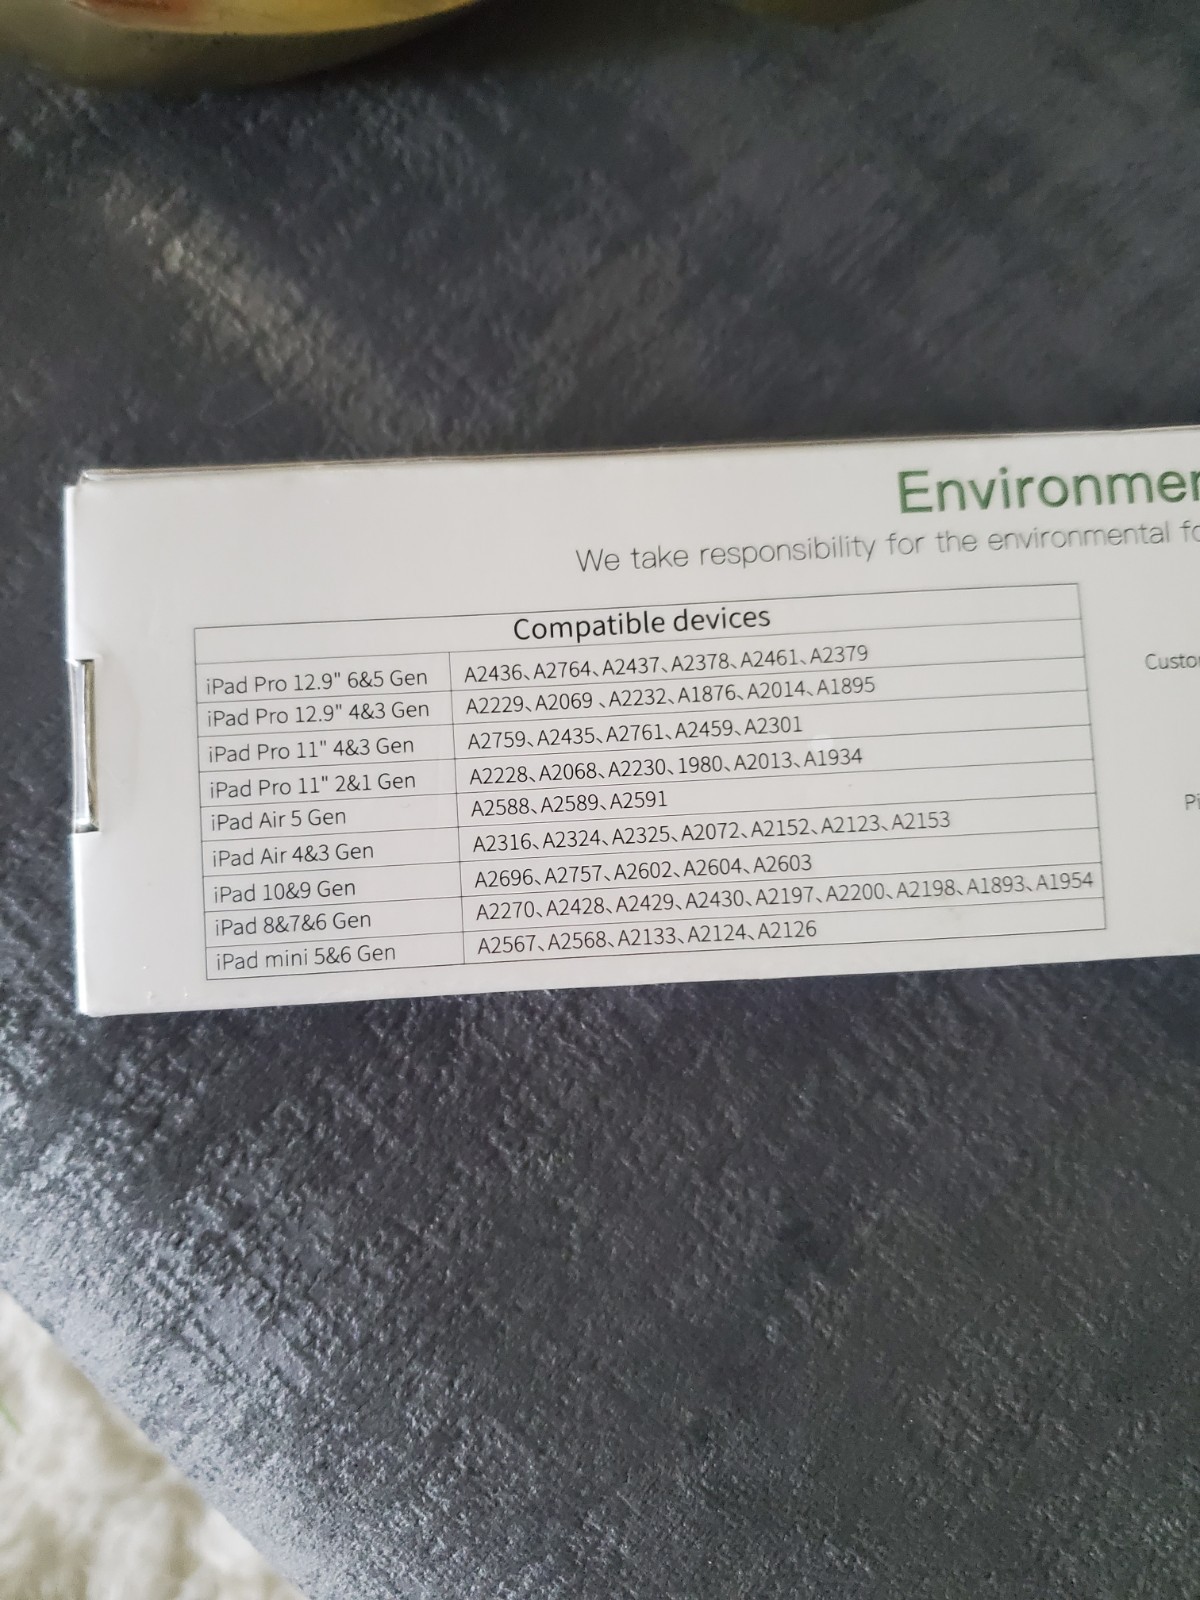 Environmen
We take responsibility for the environmental fo
Compatible devices
iPad Pro 12.9" 6&5 Gen A2436、A2764、A2437、A2378、A2461、A2379
iPad Pro 12.9" 4&3 Gen A2229、A2069 、A2232、A1876、A2014、A1895
iPad Pro 11" 4&3 Gen A2759、A2435、A2761、A2459、A2301
iPad Pro 11" 2&1 Gen A2228、A2068、A2230、1980、A2013、A1934
iPad Air 5 Gen A2588、A2589、A2591
iPad Air 4&3 Gen A2316、A2324、A2325、A2072、A2152、A2123、A2153
iPad 10&9 Gen A2696、A2757、A2602、A2604、A2603
iPad 8&7&6 Gen A2270、A2428、A2429、A2430、A2197、A2200、A2198、A1893、A1954
iPad mini 5&6 Gen A2567、A2568、A2133、A2124、A2126
Custo
Pi